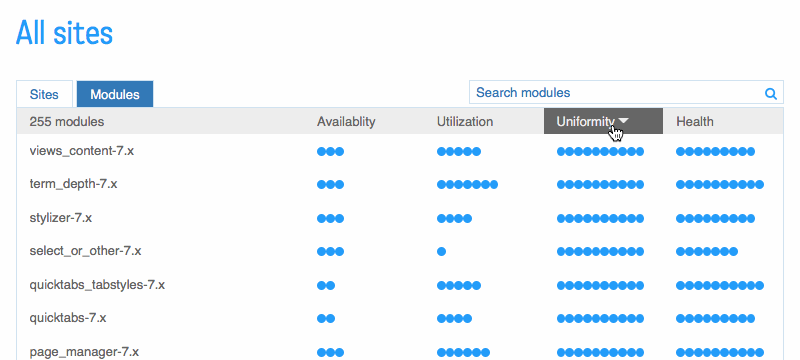 All sites
Sites Modules Search modules
255 modules Availablity Utilization Uniformity Health
views_content-7.x
term_depth-7.x
stylizer-7.x
select_or_other-7.x
quicktabs_tabstyles-7.x
quicktabs-7.x
page_manager-7.x